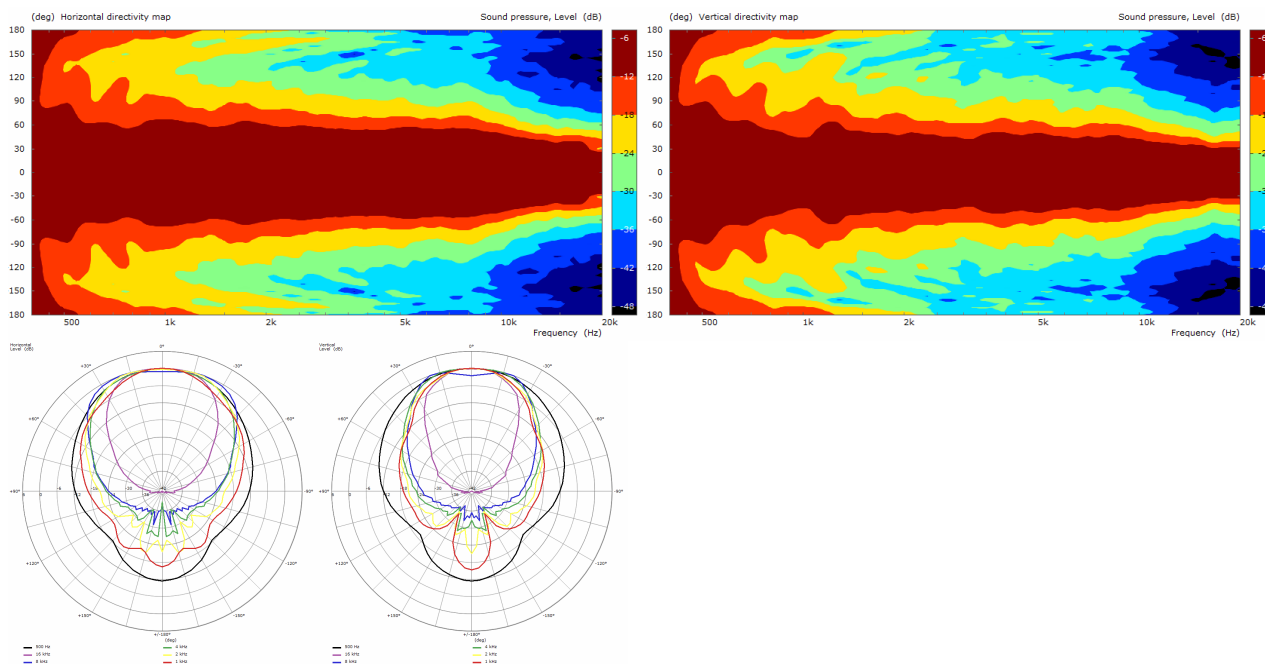 (deg) Horizontal directivity map Sound pressure, Level (dB)
180
150
120
90
60
30
0
-30
-60
-90
120
150
180
500 1k 2k 5k 10k 20k
Frequency (Hz)
-6
-12
-18
-24
-30
-36
-42
-48
(deg) Vertical directivity map Sound pressure, Level (dB)
180
150
120
90
60
30
0
-30
-60
-90
120
150
180
500 1k 2k 5k 10k 20k
Frequency (Hz)
Horizontal
Level (dB)
0°
+30° -30°
+60° -60°
+90° -90°
+120° -120°
+150° -150°
+/-180°
(deg)
500 Hz 4 kHz
16 kHz 2 kHz
8 kHz 1 kHz
Vertical
Level (dB)
0°
+30° -30°
+60° -60°
+90° -90°
+120° -120°
+150° -150°
+/-180°
(deg)
500 Hz 4 kHz
16 kHz 2 kHz
8 kHz 1 kHz